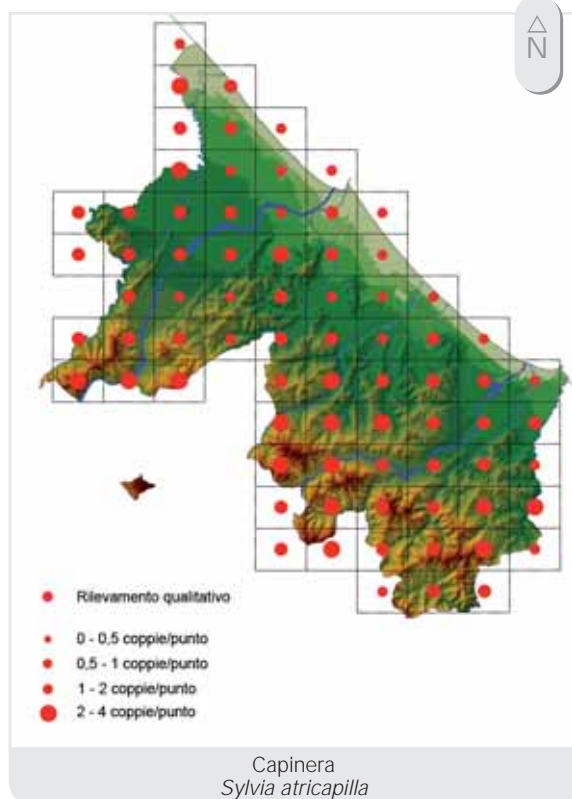 N
Rilevamento qualitativo
0 - 0,5 coppie/punto
0,5 - 1 coppie/punto
1 - 2 coppie/punto
2 - 4 coppie/punto
Capinera
Sylvia atricapilla